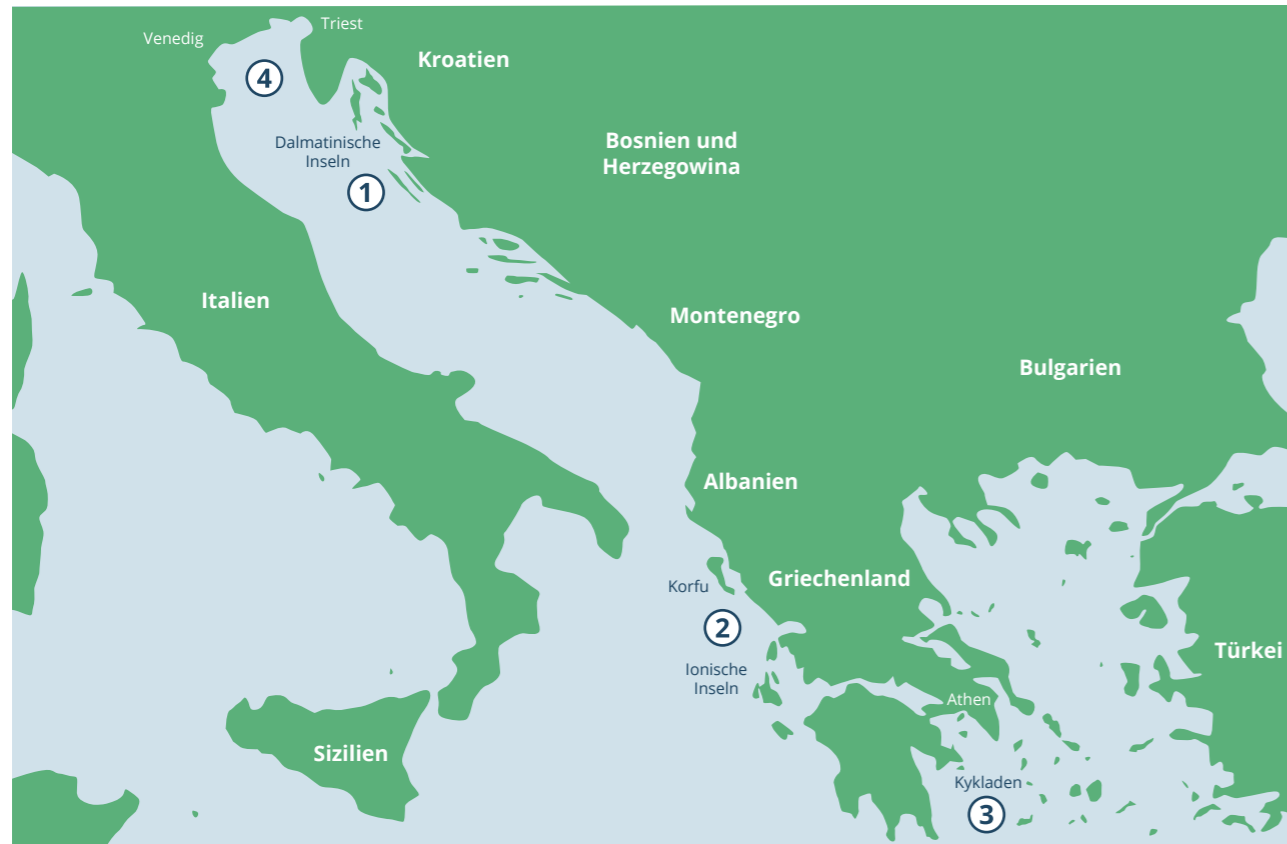 Triest
Venedig
Kroatien
4
Dalmatinische
Inseln
1
Bosnien und
Herzegowina
Italien
Montenegro
Bulgarien
Albanien
Griechenland
Korfu
2
Ionische
Inseln
Türkei
Athen
Sizilien
Kykladen
3